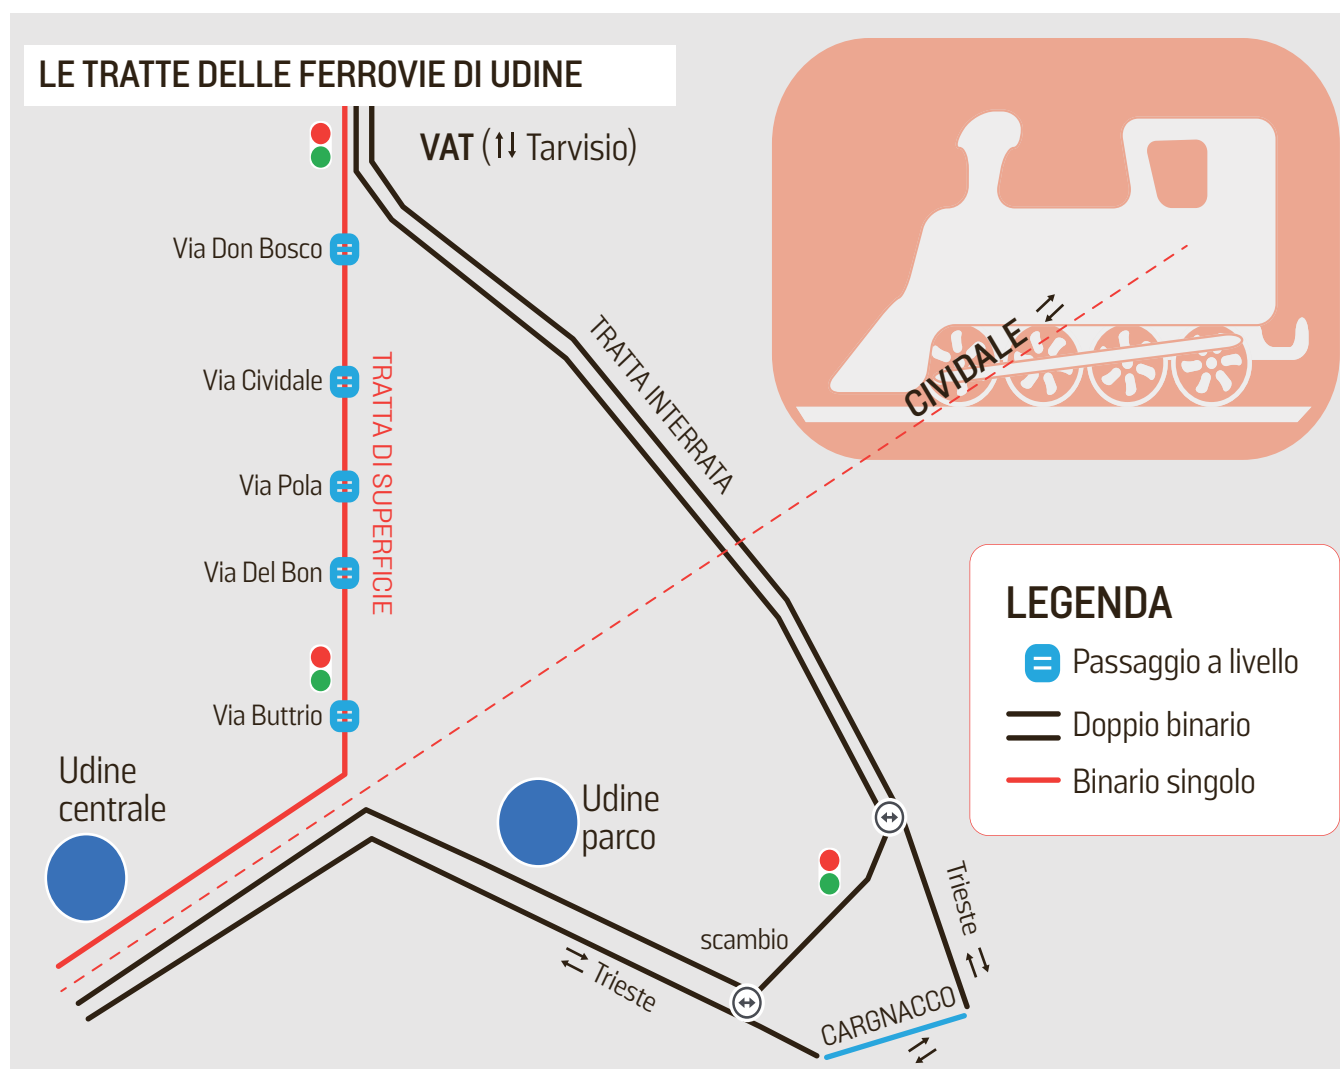 LE TRATTE DELLE FERROVIE DI UDINE
VAT (↑↓ Tarvisio)
Via Don Bosco
Via Cividale
Via Pola
Via Del Bon
Via Buttrio
TRATTA DI SUPERFICIE
TRATTA INTERRATA
CIVIDALE
LEGENDA
Passaggio a livello
Doppio binario
Binario singolo
Udine
centrale
Udine
parco
scambio
Trieste
Trieste
CARGNACCO